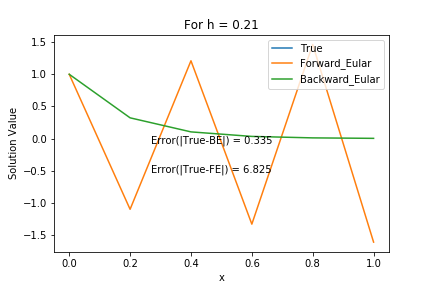 For h = 0.21
True
Forward_Eular
Backward_Eular
1.5
1.0
0.5
0.0
−0.5
−1.0
−1.5
Solution Value
Error(|True-BE|) = 0.335
Error(|True-FE|) = 6.825
0.0 0.2 0.4 0.6 0.8 1.0
x